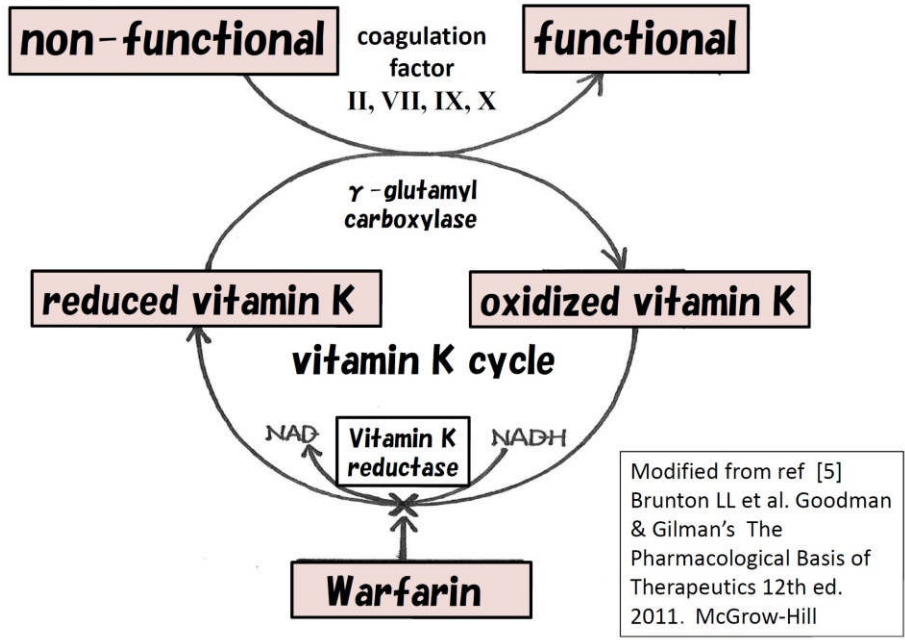 non-functional
coagulation
factor
II, VII, IX, X
functional
γ-glutamyl
carboxylase
reduced vitamin K
oxidized vitamin K
vitamin K cycle
NAD
Vitamin K
reductase
NADH
Warfarin
Modified from ref [5]
Brunton LL et al. Goodman
& Gilman's The
Pharmacological Basis of
Therapeutics 12th ed.
2011. McGrow-Hill